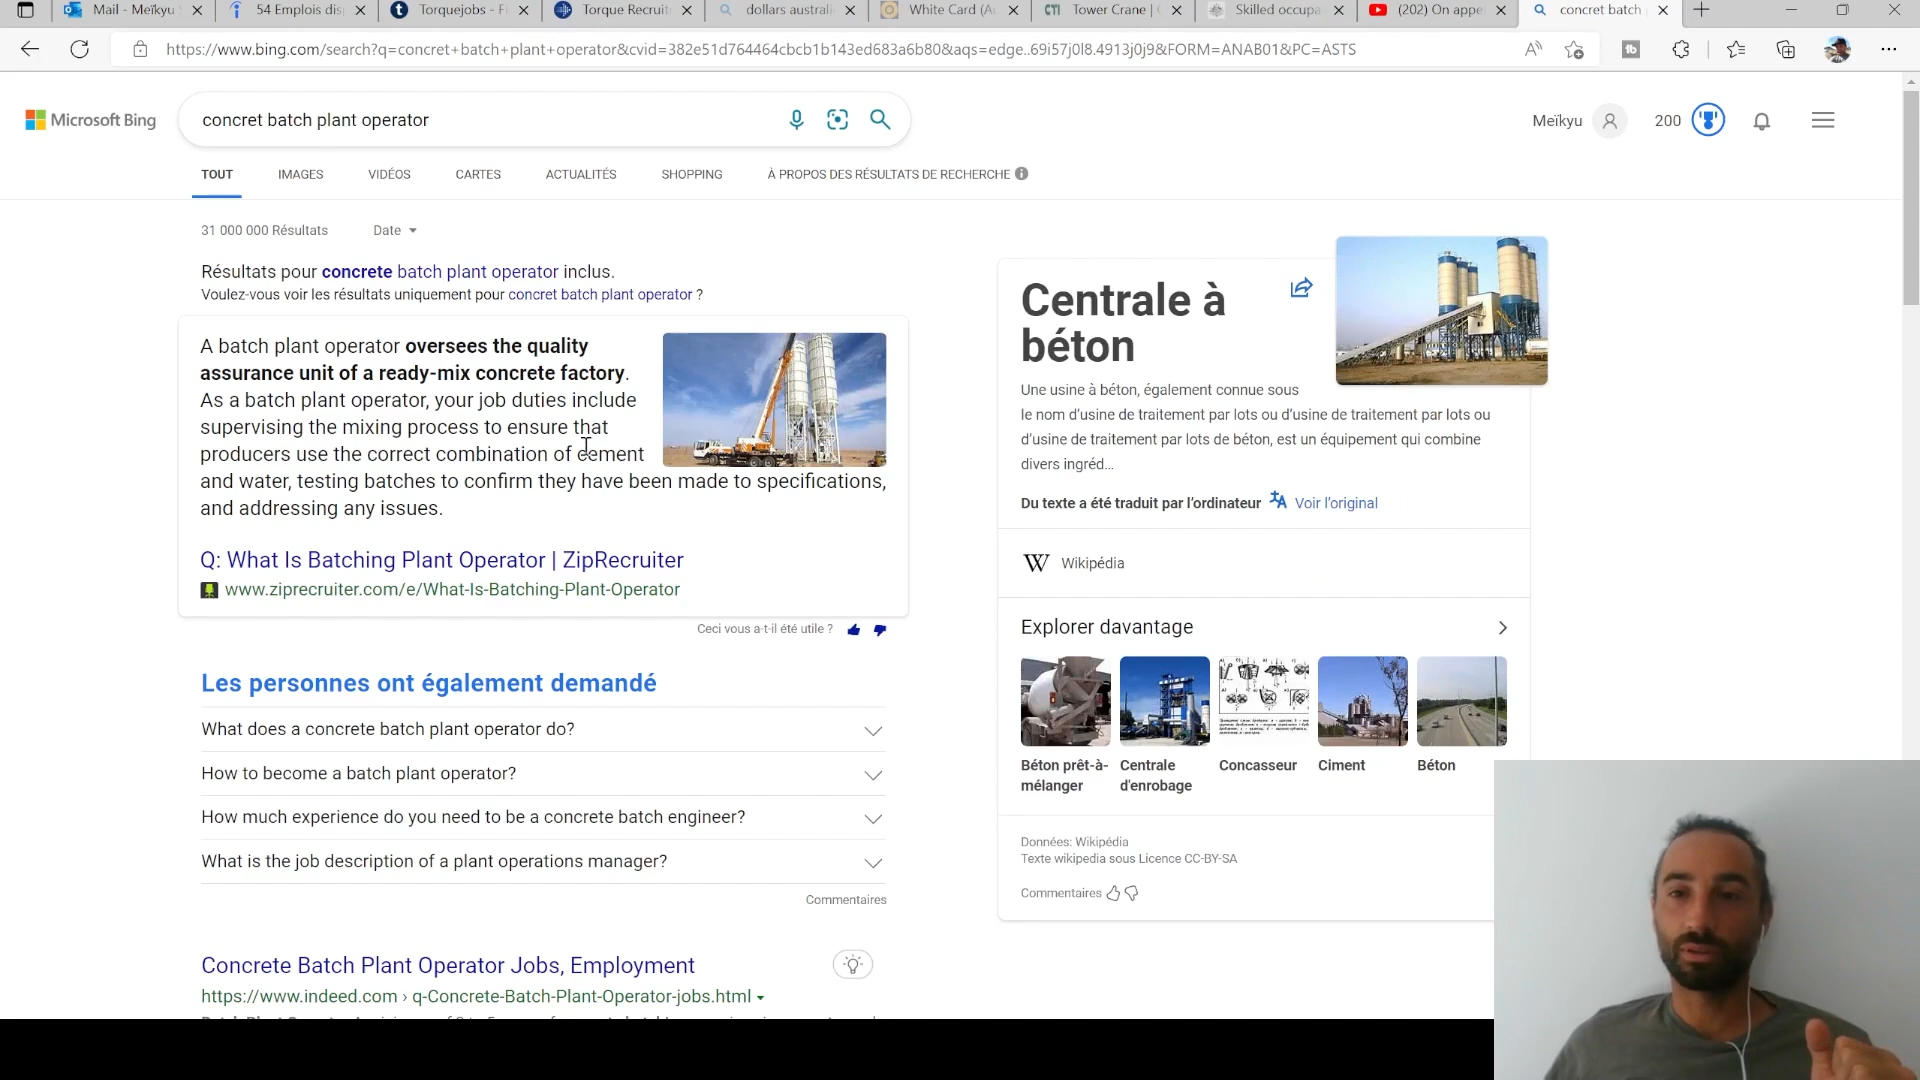 Mail - Meïkyu
54 Emplois dis
Torquejobs - F
Torque Recruit
dollars australi
White Card (Au
Tower Crane |
Skilled occupa
(202) On appe
concret batch
https://www.bing.com/search?q=concret+batch+plant+operator&cvid=382e51d764464cbcb1b143ed683a6b80&aqs=edge..69i57j0l8.4913j0j9&FORM=ANAB01&PC=ASTS
Microsoft Bing
concret batch plant operator
Meïkyu
200
TOUT
IMAGES
VIDÉOS
CARTES
ACTUALITÉS
SHOPPING
À PROPOS DES RÉSULTATS DE RECHERCHE
31 000 000 Résultats
Date
Résultats pour concrete batch plant operator inclus.
Voulez-vous voir les résultats uniquement pour concret batch plant operator ?
A batch plant operator oversees the quality
assurance unit of a ready-mix concrete factory.
As a batch plant operator, your job duties include
supervising the mixing process to ensure that
producers use the correct combination of cement
and water, testing batches to confirm they have been made to specifications,
and addressing any issues.
Q: What Is Batching Plant Operator | ZipRecruiter
www.ziprecruiter.com/e/What-Is-Batching-Plant-Operator
Ceci vous a-t-il été utile ?
Les personnes ont également demandé
What does a concrete batch plant operator do?
How to become a batch plant operator?
How much experience do you need to be a concrete batch engineer?
What is the job description of a plant operations manager?
Commentaires
Concrete Batch Plant Operator Jobs, Employment
https://www.indeed.com › q-Concrete-Batch-Plant-Operator-jobs.html
Centrale à
béton
Une usine à béton, également connue sous
le nom d'usine de traitement par lots ou d'usine de traitement par lots ou
d'usine de traitement par lots de béton, est un équipement qui combine
divers ingréd...
Du texte a été traduit par l'ordinateur
Voir l'original
W Wikipédia
Explorer davantage
Béton prêt-à-
mélanger
Centrale
d'enrobage
Concasseur
Ciment
Béton
Données: Wikipédia
Texte wikipedia sous Licence CC-BY-SA
Commentaires